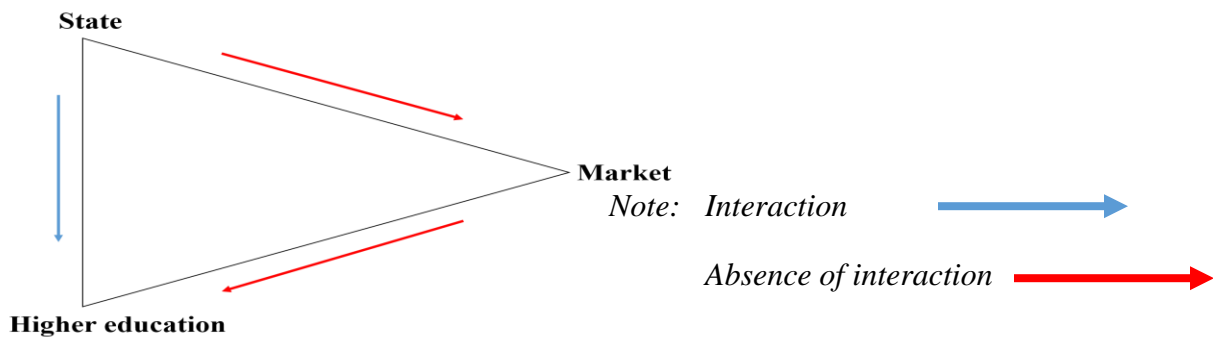 State
Market
Note: Interaction
Absence of interaction
Higher education